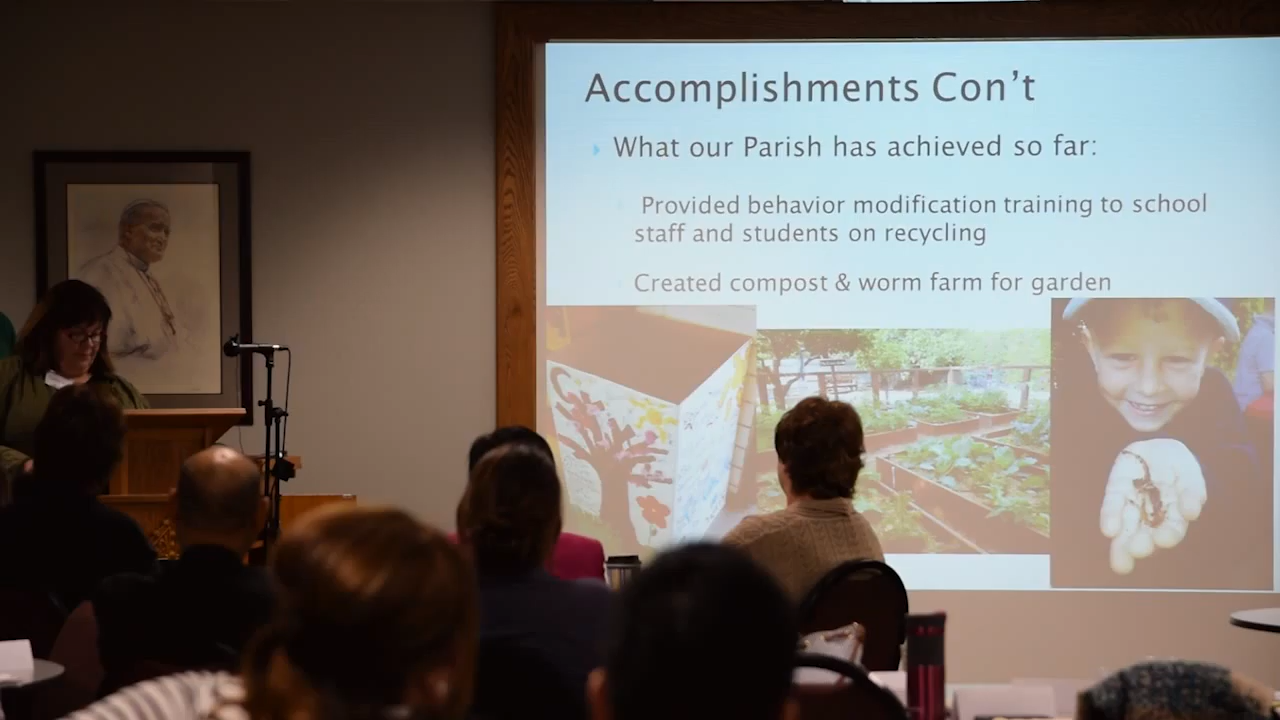 Accomplishments Con't
What our Parish has achieved so far:
Provided behavior modification training to school
staff and students on recycling
Created compost & worm farm for garden